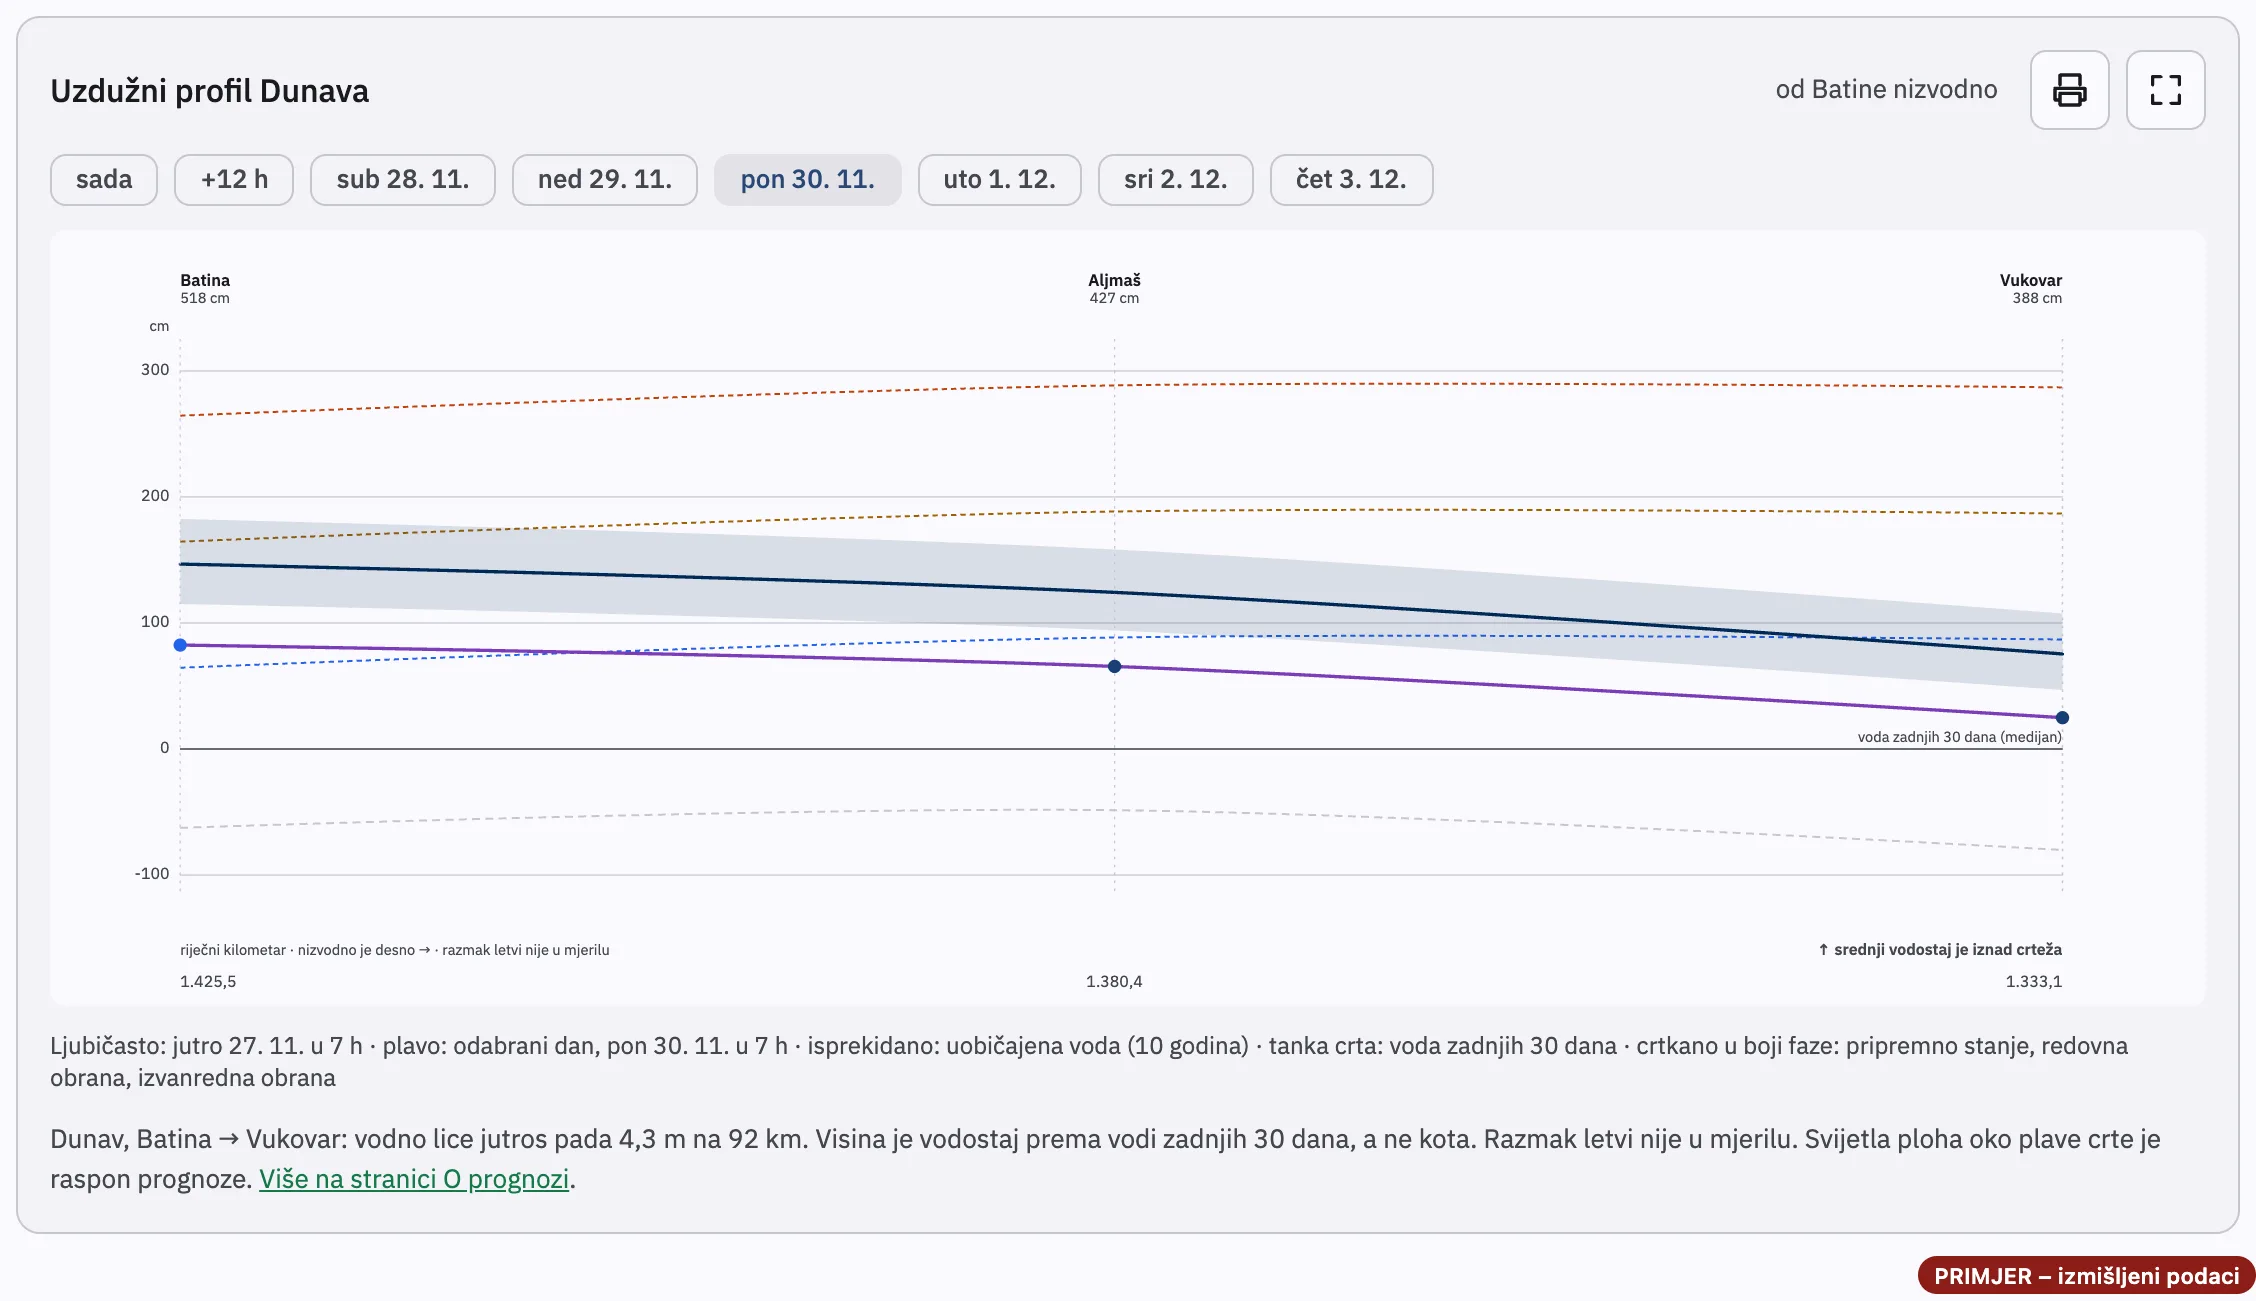 Uzdužni profil Dunava
od Batine nizvodno
sada
+12 h
sub 28. 11.
ned 29. 11.
pon 30. 11.
uto 1. 12.
sri 2. 12.
čet 3. 12.
Batina
518 cm
Aljmaš
427 cm
Vukovar
388 cm
cm
300
200
100
0
-100
voda zadnjih 30 dana (medijan)
riječni kilometar · nizvodno je desno → · razmak letvi nije u mjerilu
↑ srednji vodostaj je iznad crteža
1.425,5
1.380,4
1.333,1
Ljubičasto: jutro 27. 11. u 7 h · plavo: odabrani dan, pon 30. 11. u 7 h · isprekidano: uobičajena voda (10 godina) · tanka crta: voda zadnjih 30 dana · crtkano u boji faze: pripremno stanje, redovna
obrana, izvanredna obrana
Dunav, Batina → Vukovar: vodno lice jutros pada 4,3 m na 92 km. Visina je vodostaj prema vodi zadnjih 30 dana, a ne kota. Razmak letvi nije u mjerilu. Svijetla ploha oko plave crte je
raspon prognoze. Više na stranici O prognozi.
PRIMJER – izmišljeni podaci